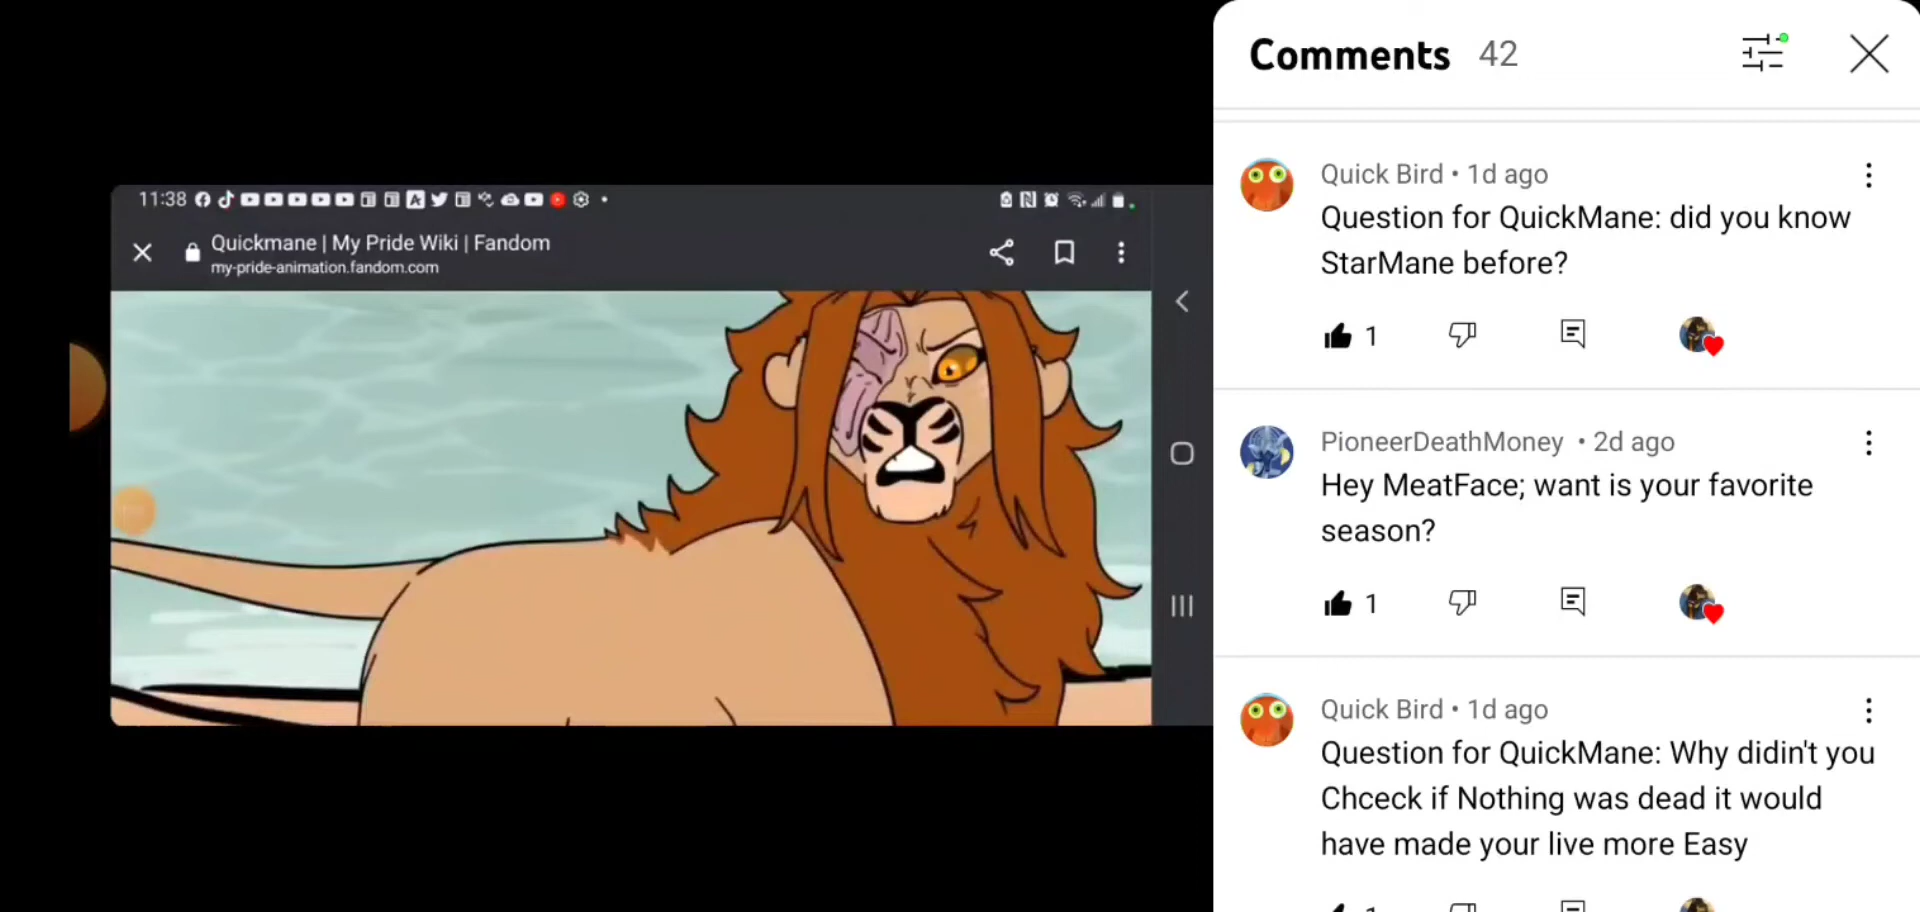 11:38
Quickmane | My Pride Wiki | Fandom
my-pride-animation.fandom.com
Comments 42
Quick Bird • 1d ago
Question for QuickMane: did you know
StarMane before?
1
PioneerDeathMoney • 2d ago
Hey MeatFace; want is your favorite
season?
1
Quick Bird • 1d ago
Question for QuickMane: Why didin't you
Chceck if Nothing was dead it would
have made your live more Easy